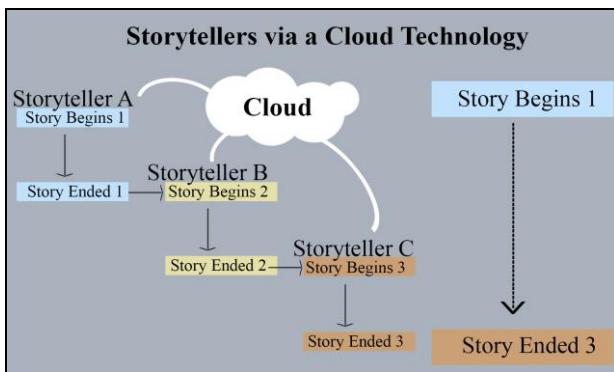 Storytellers via a Cloud Technology
Cloud
Storyteller A
Story Begins 1
Story Ended 1
Storyteller B
Story Begins 2
Story Ended 2
Storyteller C
Story Begins 3
Story Ended 3
Story Begins 1
Story Ended 3